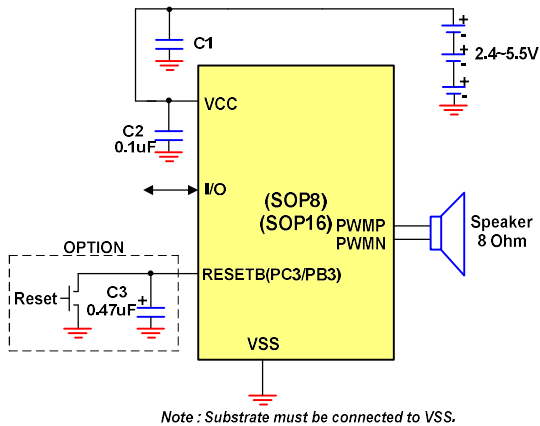 C1
+
-
+
-
+
-
2.4~5.5V
VCC
C2
0.1uF
I/O
(SOP8)
(SOP16)
PWMP
PWMN
Speaker
8 Ohm
OPTION
Reset
C3
+
0.47uF
RESETB(PC3/PB3)
VSS
Note : Substrate must be connected to VSS.